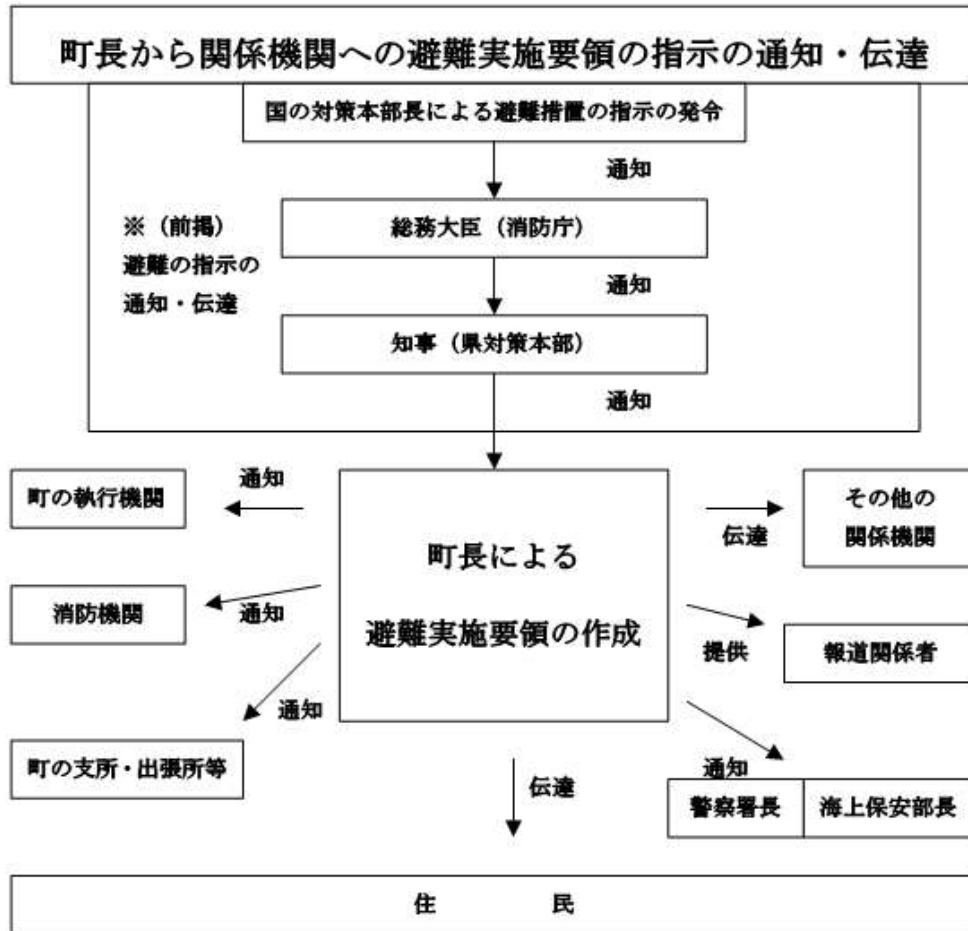 町長から関係機関への避難実施要領の指示の通知・伝達
国の対策本部長による避難措置の指示の発令
通知
総務大臣（消防庁）
※（前掲）
避難の指示の
通知・伝達
通知
知事（県対策本部）
通知
町の執行機関
通知
町長による
避難実施要領の作成
伝達
その他の
関係機関
消防機関
通知
提供
報道関係者
通知
町の支所・出張所等
伝達
通知
警察署長
海上保安部長
住　　　民